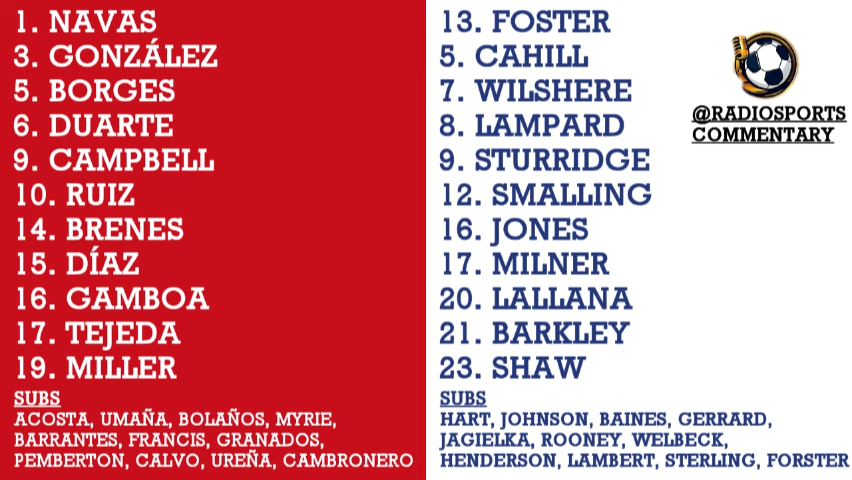 1. NAVAS
3. GONZÁLEZ
5. BORGES
6. DUARTE
9. CAMPBELL
10. RUIZ
14. BRENES
15. DÍAZ
16. GAMBOA
17. TEJEDA
19. MILLER
SUBS
ACOSTA, UMAÑA, BOLAÑOS, MYRIE,
BARRANTES, FRANCIS, GRANADOS,
PEMBERTON, CALVO, UREÑA, CAMBRONERO
13. FOSTER
5. CAHILL
7. WILSHERE
8. LAMPARD
9. STURRIDGE
12. SMALLING
16. JONES
17. MILNER
20. LALLANA
21. BARKLEY
23. SHAW
SUBS
HART, JOHNSON, BAINES, GERRARD,
JAGIELKA, ROONEY, WELBECK,
HENDERSON, LAMBERT, STERLING, FORSTER
@RADIOSPORTS
COMMENTARY